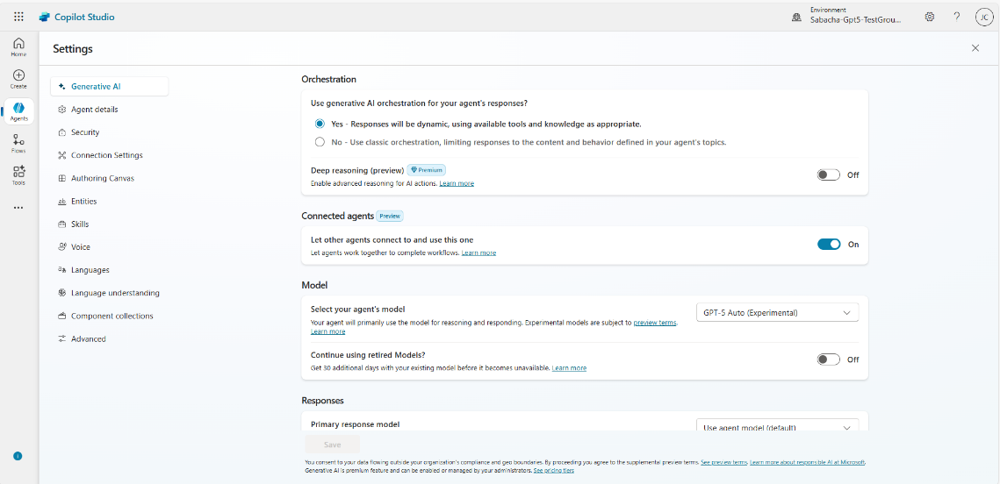 Copilot Studio
Environment
Sabacha-Gpt5-TestGrou...
JC
Home
Create
Agents
Flows
Tools
Settings
Generative AI
Agent details
Security
Connection Settings
Authoring Canvas
Entities
Skills
Voice
Languages
Language understanding
Component collections
Advanced
Orchestration
Use generative AI orchestration for your agent's responses?
Yes - Responses will be dynamic, using available tools and knowledge as appropriate.
No - Use classic orchestration, limiting responses to the content and behavior defined in your agent's topics.
Deep reasoning (preview) Premium
Off
Enable advanced reasoning for AI actions. Learn more
Connected agents Preview
Let other agents connect to and use this one
On
Let agents work together to complete workflows. Learn more
Model
Select your agent's model
GPT-5 Auto (Experimental)
Your agent will primarily use the model for reasoning and responding. Experimental models are subject to preview terms.
Learn more
Continue using retired Models?
Off
Get 30 additional days with your existing model before it becomes unavailable. Learn more
Responses
Primary response model
Use agent model (default)
Save
You consent to your data flowing outside your organization's compliance and geo boundaries. By proceeding you agree to the supplemental preview terms. See preview terms. Learn more about responsible AI at Microsoft.
Generative AI is premium feature and can be enabled or managed by your administrators. See pricing tiers